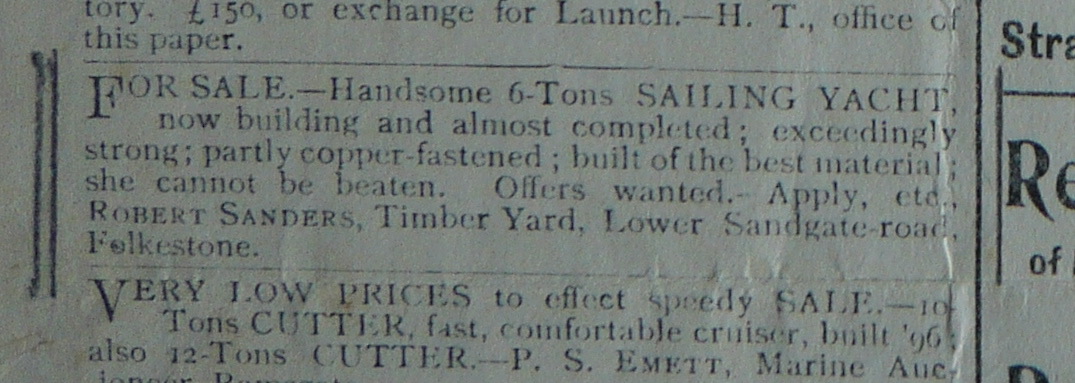 tory. £150, or exchange for Launch.—H. T., office of
this paper.
FOR SALE.—Handsome 6-Tons SAILING YACHT,
now building and almost completed; exceedingly
strong; partly copper-fastened; built of the best material;
she cannot be beaten. Offers wanted.—Apply, etc.,
ROBERT SANDERS, Timber Yard, Lower Sandgate-road,
Folkestone.
VERY LOW PRICES to effect speedy SALE.—10-
Tons CUTTER, fast, comfortable cruiser, built '96;
also 12-Tons CUTTER.—P. S. EMETT, Marine Auc-
Stra
Re
of